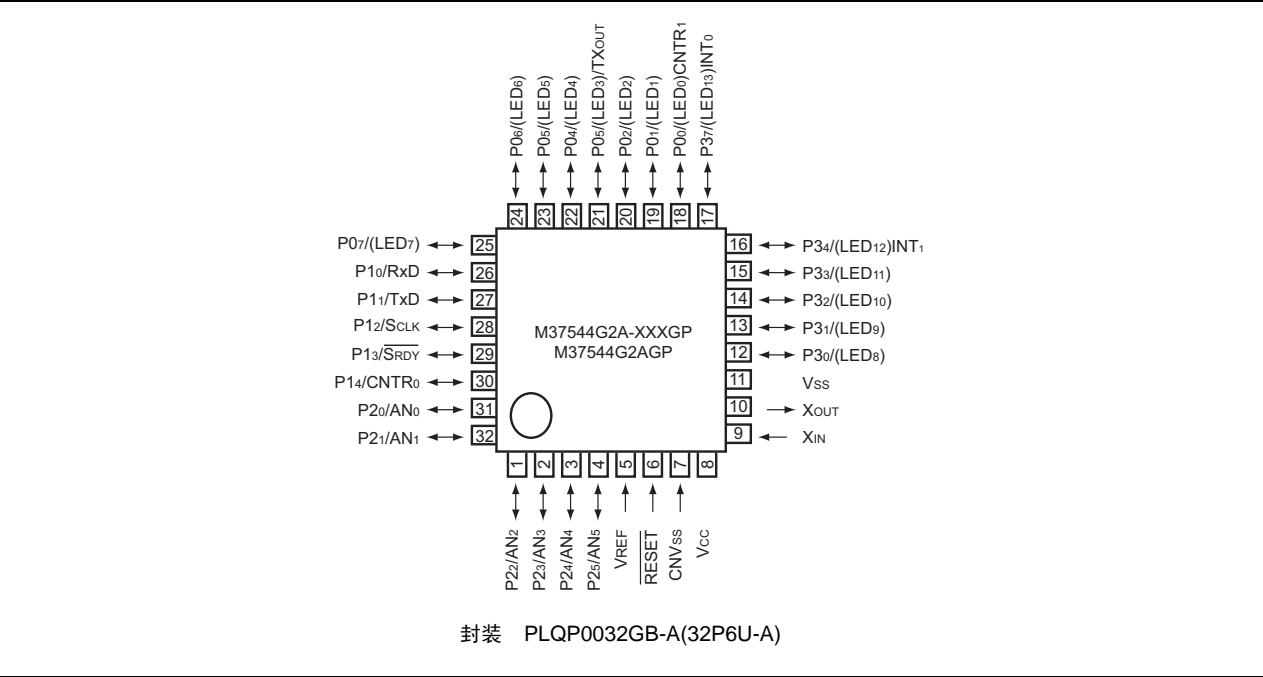 P06/(LED6)
P05/(LED5)
P04/(LED4)
P05/(LED3)/TXOUT
P02/(LED2)
P01/(LED1)
P00/(LED0)CNTR1
P37/(LED13)INT0
24
23
22
21
20
19
18
17
P07/(LED7)
25
16
P34/(LED12)INT1
P10/RxD
26
15
P33/(LED11)
P11/TxD
27
14
P32/(LED10)
P12/SCLK
28
13
P31/(LED9)
P13/SRDY
29
12
P30/(LED8)
P14/CNTR0
30
11
VSS
P20/AN0
31
10
XOUT
P21/AN1
32
9
XIN
M37544G2A-XXXGP
M37544G2AGP
1
2
3
4
5
6
7
8
P22/AN2
P23/AN3
P24/AN4
P25/AN5
VREF
RESET
CNVSS
VCC
封装 PLQP0032GB-A(32P6U-A)